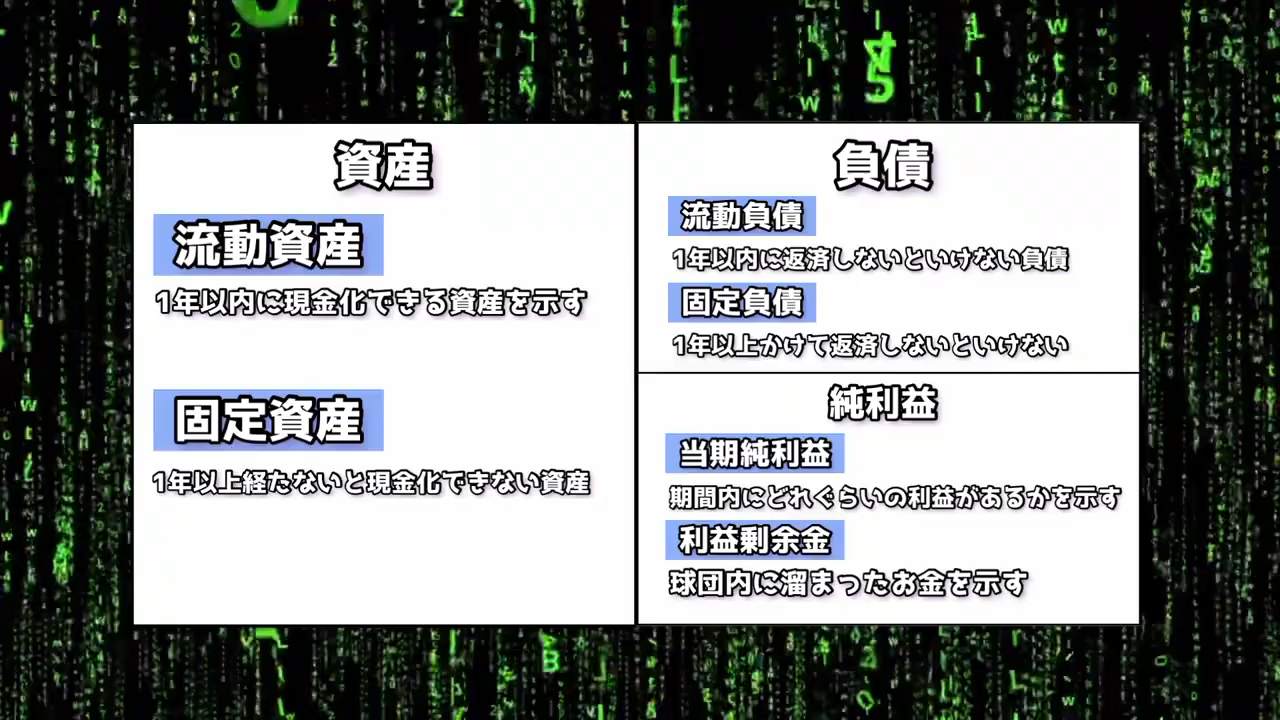 資産
流動資産
1年以内に現金化できる資産を示す
固定資産
1年以上経たないと現金化できない資産
負債
流動負債
1年以内に返済しないといけない負債
固定負債
1年以上かけて返済しないといけない
純利益
当期純利益
期間内にどれぐらいの利益があるかを示す
利益剰余金
球団内に溜まったお金を示す